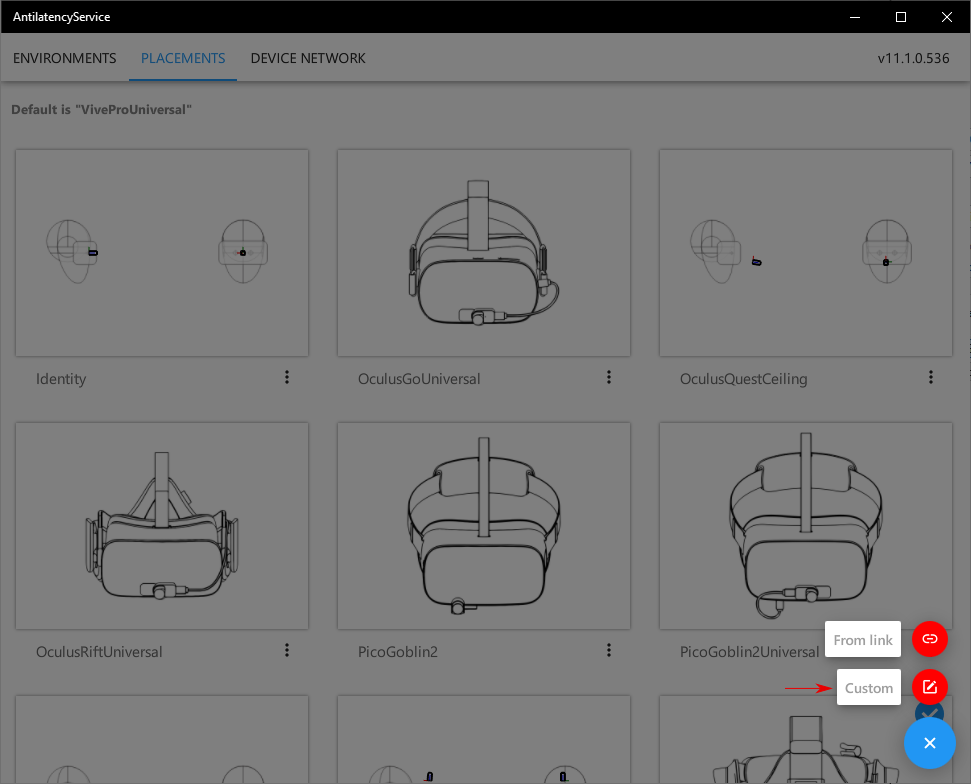 AntilatencyService
ENVIRONMENTS PLACEMENTS DEVICE NETWORK v11.1.0.536
Default is "ViveProUniversal"
Identity OculusGoUniversal OculusQuestCeiling
OculusRiftUniversal PicoGoblin2 PicoGoblin2Universal
From link
Custom